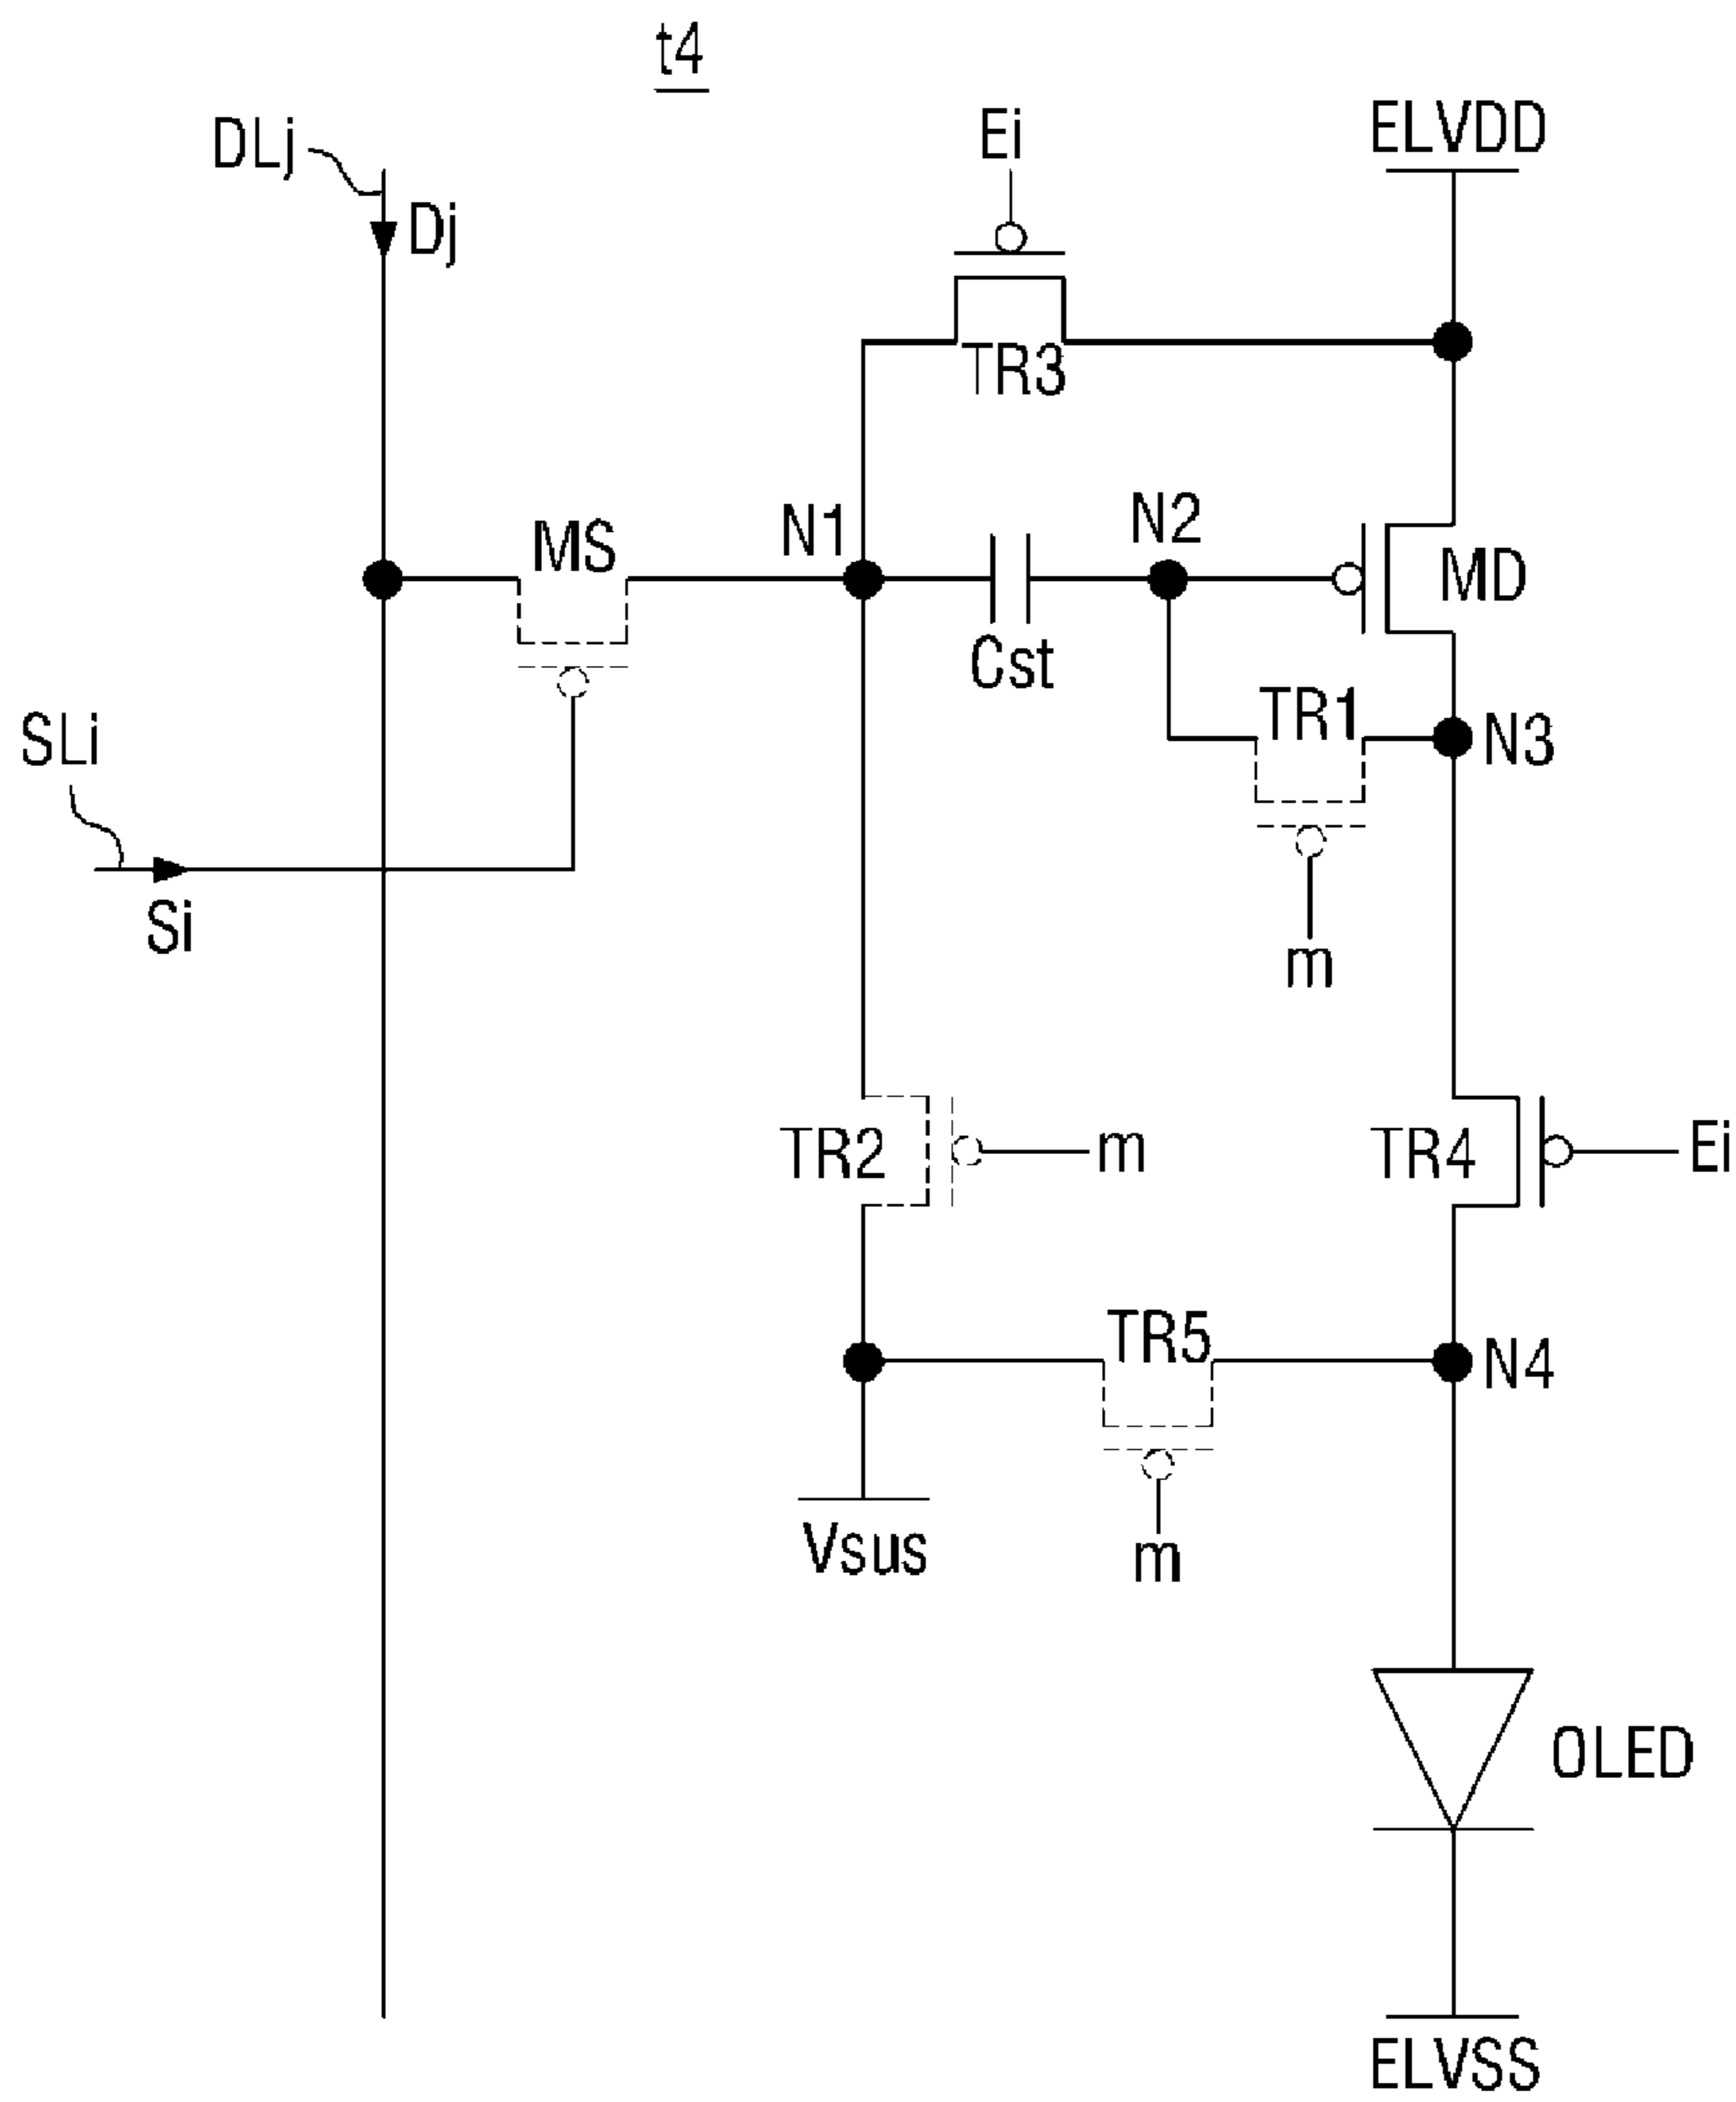 t4
DLj
Dj
Ei
ELVDD
TR3
MS
N1
N2
MD
Cst
TR1
N3
SLi
Si
m
TR2
m
TR4
Ei
TR5
N4
Vsus
m
OLED
ELVSS